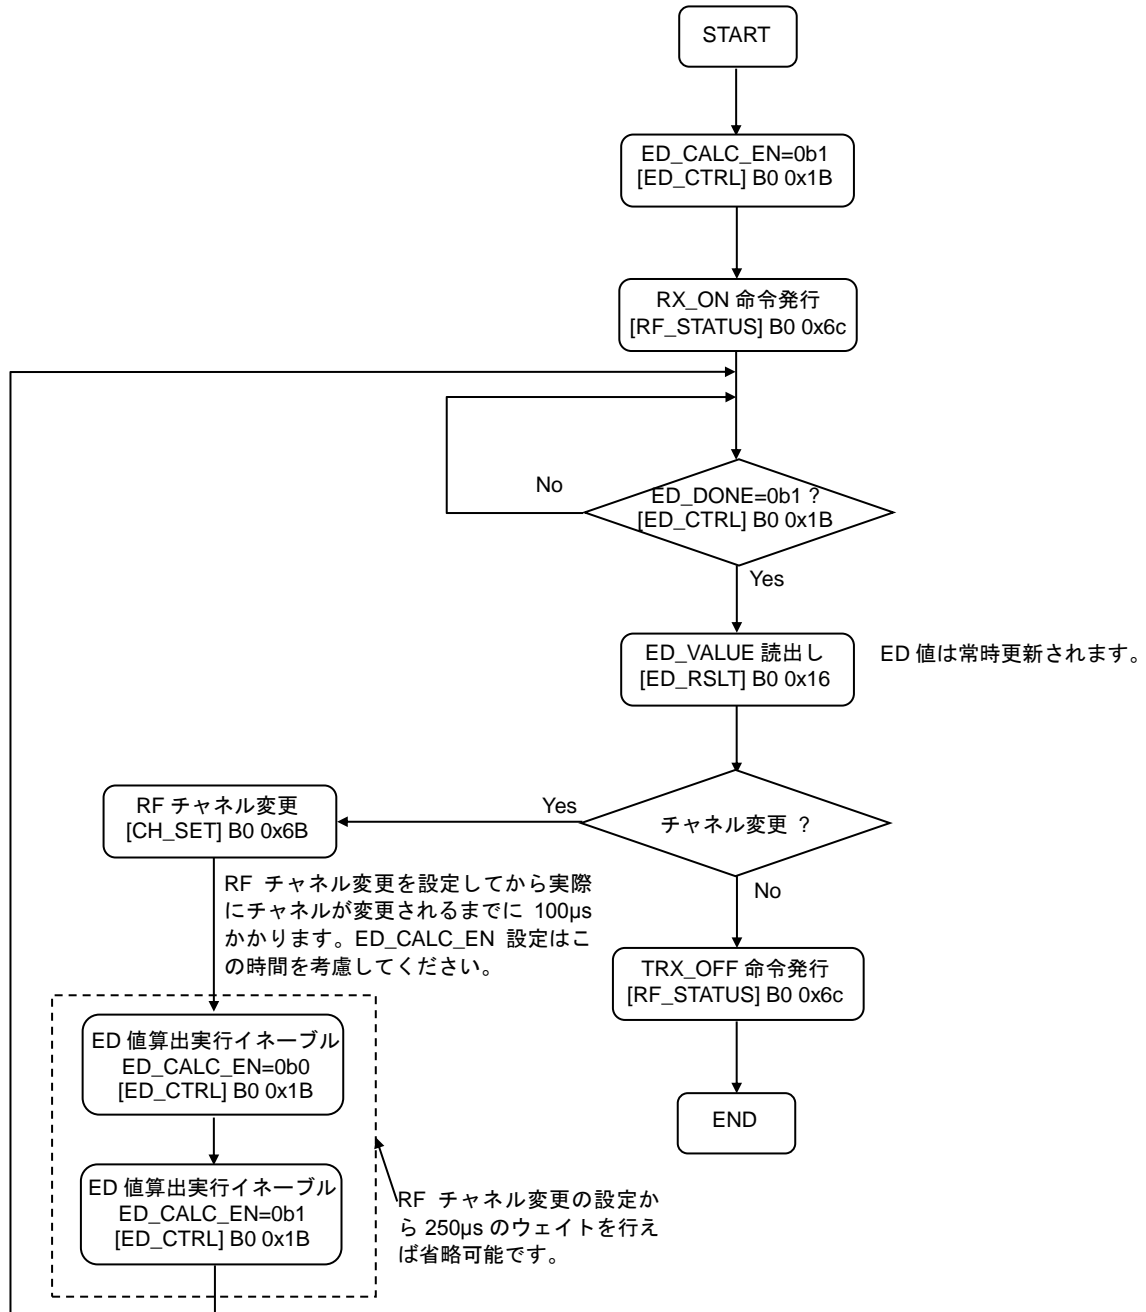 START
ED_CALC_EN=0b1
[ED_CTRL] B0 0x1B
RX_ON 命令発行
[RF_STATUS] B0 0x6c
No
ED_DONE=0b1 ?
[ED_CTRL] B0 0x1B
Yes
ED_VALUE 読出し
[ED_RSLT] B0 0x16
ED 値は常時更新されます。
チャネル変更 ?
Yes
RF チャネル変更
[CH_SET] B0 0x6B
RF チャネル変更を設定してから実際
にチャネルが変更されるまでに 100µs
かかります。ED_CALC_EN 設定はこ
の時間を考慮してください。
No
TRX_OFF 命令発行
[RF_STATUS] B0 0x6c
END
ED 値算出実行イネーブル
ED_CALC_EN=0b0
[ED_CTRL] B0 0x1B
ED 値算出実行イネーブル
ED_CALC_EN=0b1
[ED_CTRL] B0 0x1B
RF チャネル変更の設定か
ら 250µs のウェイトを行え
ば省略可能です。